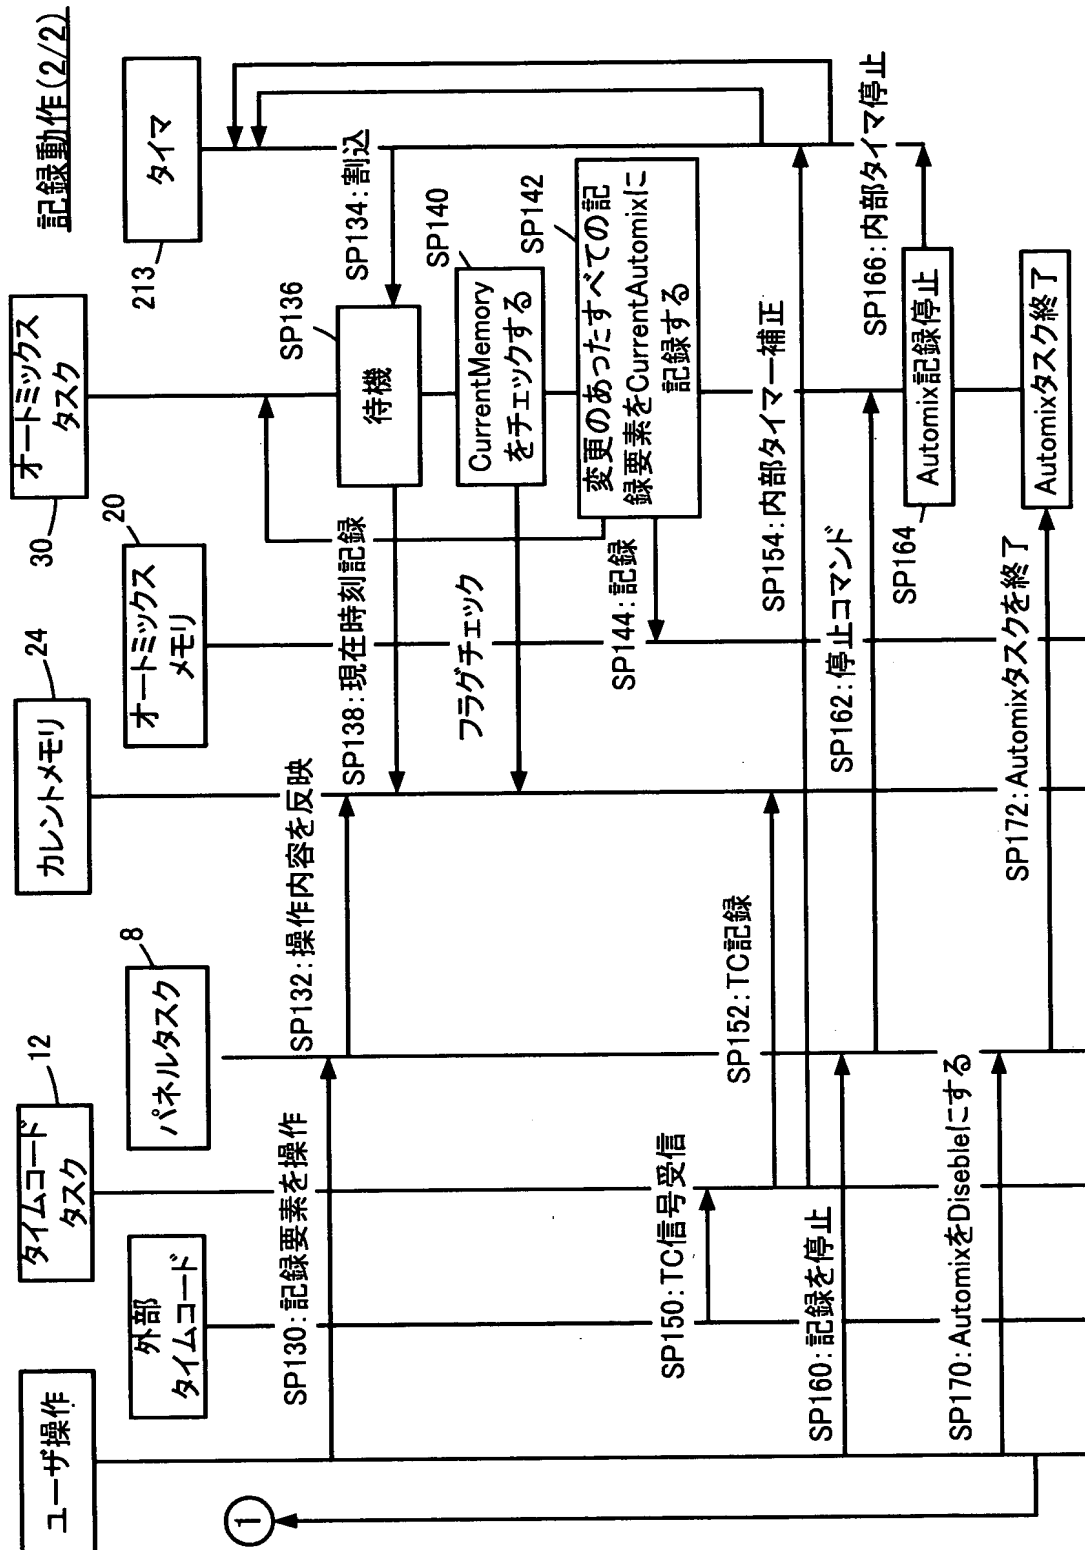 記録動作(2/2)
ユーザ操作
外部
タイムコード
タイムコード
タスク
12
パネルタスク
8
カレントメモリ
24
オートミックス
メモリ
20
オートミックス
タスク
30
タイマ
213
1
SP130:記録要素を操作
SP132:操作内容を反映
SP134:割込
待機
SP136
SP138:現在時刻記録
CurrentMemory
をチェックする
SP140
フラグチェック
変更のあったすべての記
録要素をCurrentAutomixに
記録する
SP142
SP144:記録
SP150:TC信号受信
SP152:TC記録
SP154:内部タイマー補正
SP160:記録を停止
SP162:停止コマンド
Automix記録停止
SP164
SP166:内部タイマ停止
SP170:AutomixをDisebleにする
SP172:Automixタスクを終了
Automixタスク終了